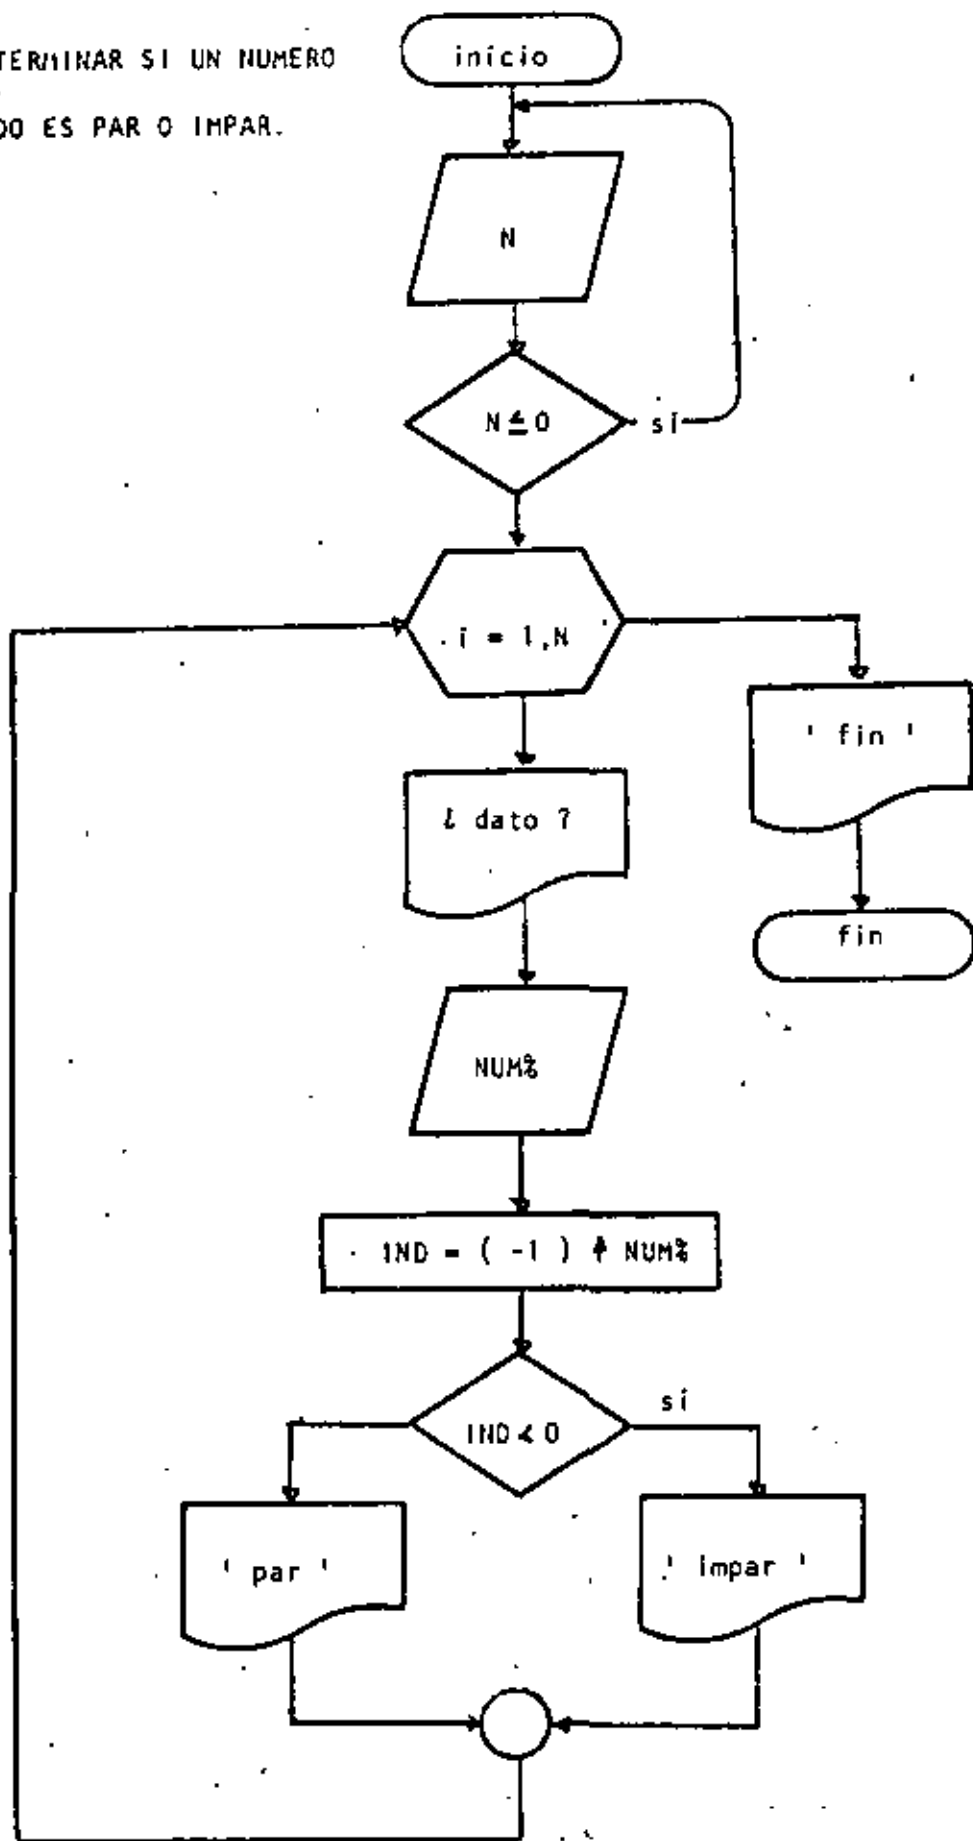 TERMINAR SI UN NUMERO
DO ES PAR O IMPAR.
inicio
N
N ≤ 0
sí
i = 1,N
' fin '
¿ dato ?
fin
NUM%
IND = ( -1 ) ↑ NUM%
IND < 0
sí
' par '
' impar '